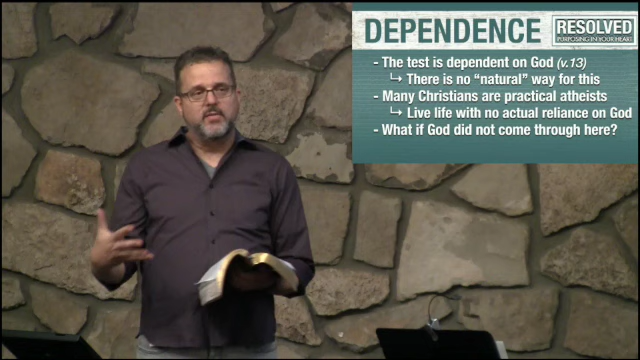 DEPENDENCE
RESOLVED
PURPOSING IN YOUR HEART
- The test is dependent on God (v.13)
↳ There is no “natural” way for this
- Many Christians are practical atheists
↳ Live life with no actual reliance on God
- What if God did not come through here?